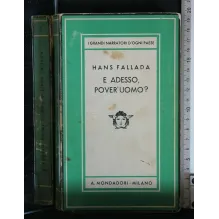 I GRANDI NARRATORI D'OGNI PAESE
HANS FALLADA
E ADESSO,
POVER'UOMO?
A. MONDADORI - MILANO